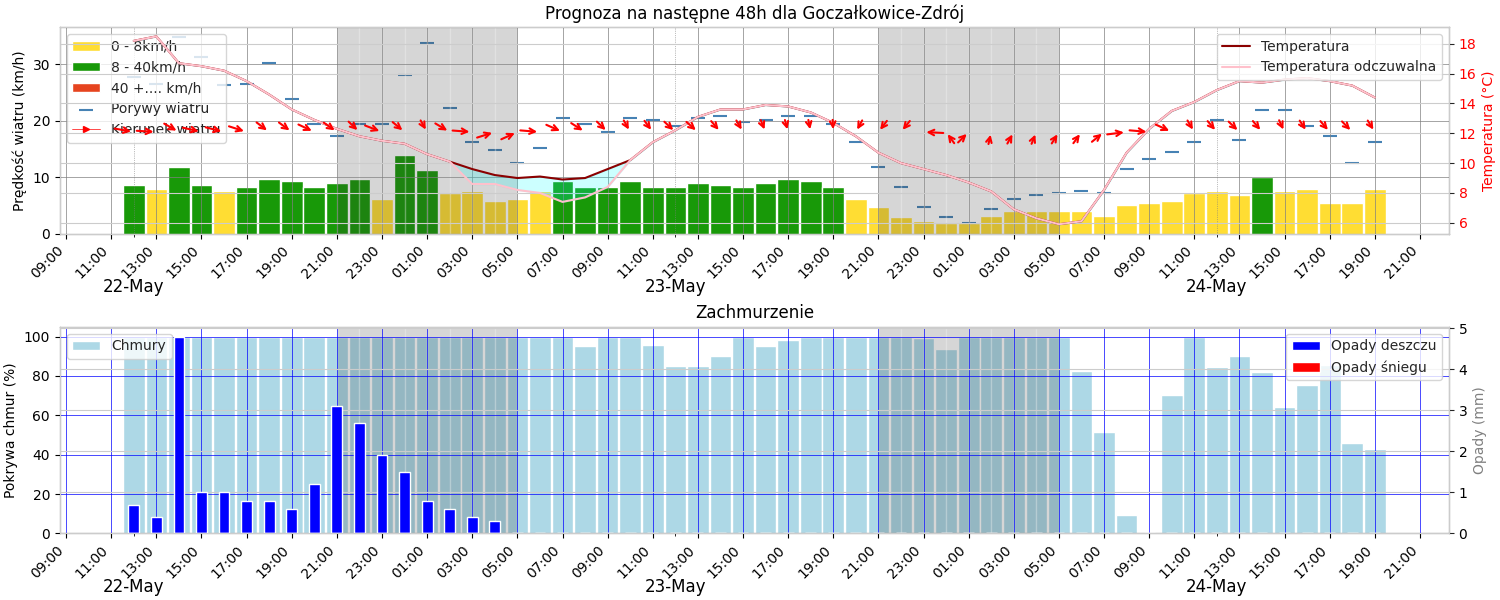 Prognoza na następne 48h dla Goczałkowice-Zdrój
Prędkość wiatru (km/h)
30
20
10
0
0 - 8km/h
8 - 40km/h
40 +.... km/h
Porywy wiatru
Kierunek wiatru
Temperatura
Temperatura odczuwalna
18
16
14
12
10
8
6
Temperatura (°C)
09:00 11:00 13:00 15:00 17:00 19:00 21:00 23:00 01:00 03:00 05:00 07:00 09:00 11:00 13:00 15:00 17:00 19:00 21:00 23:00 01:00 03:00 05:00 07:00 09:00 11:00 13:00 15:00 17:00 19:00 21:00
22-May 23-May 24-May
Zachmurzenie
Pokrywa chmur (%)
100
80
60
40
20
0
Chmury
Opady deszczu
Opady śniegu
5
4
3
2
1
0
Opady (mm)
09:00 11:00 13:00 15:00 17:00 19:00 21:00 23:00 01:00 03:00 05:00 07:00 09:00 11:00 13:00 15:00 17:00 19:00 21:00 23:00 01:00 03:00 05:00 07:00 09:00 11:00 13:00 15:00 17:00 19:00 21:00
22-May 23-May 24-May